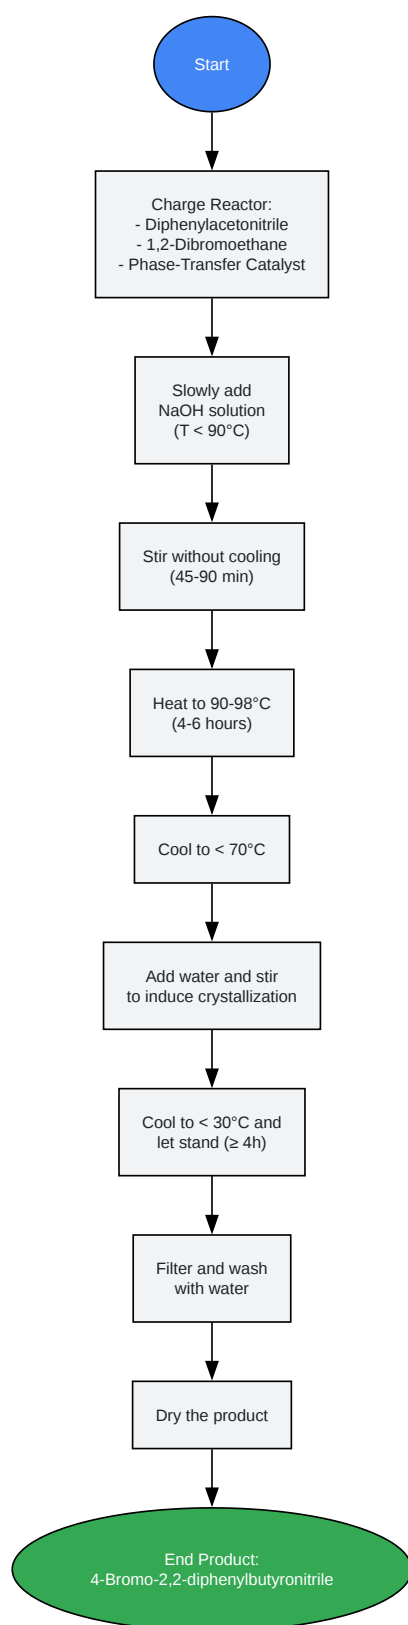 Start
Charge Reactor:
- Diphenylacetonitrile
- 1,2-Dibromoethane
- Phase-Transfer Catalyst
Slowly add
NaOH solution
(T < 90°C)
Stir without cooling
(45-90 min)
Heat to 90-98°C
(4-6 hours)
Cool to < 70°C
Add water and stir
to induce crystallization
Cool to < 30°C and
let stand (≥ 4h)
Filter and wash
with water
Dry the product
End Product:
4-Bromo-2,2-diphenylbutyronitrile